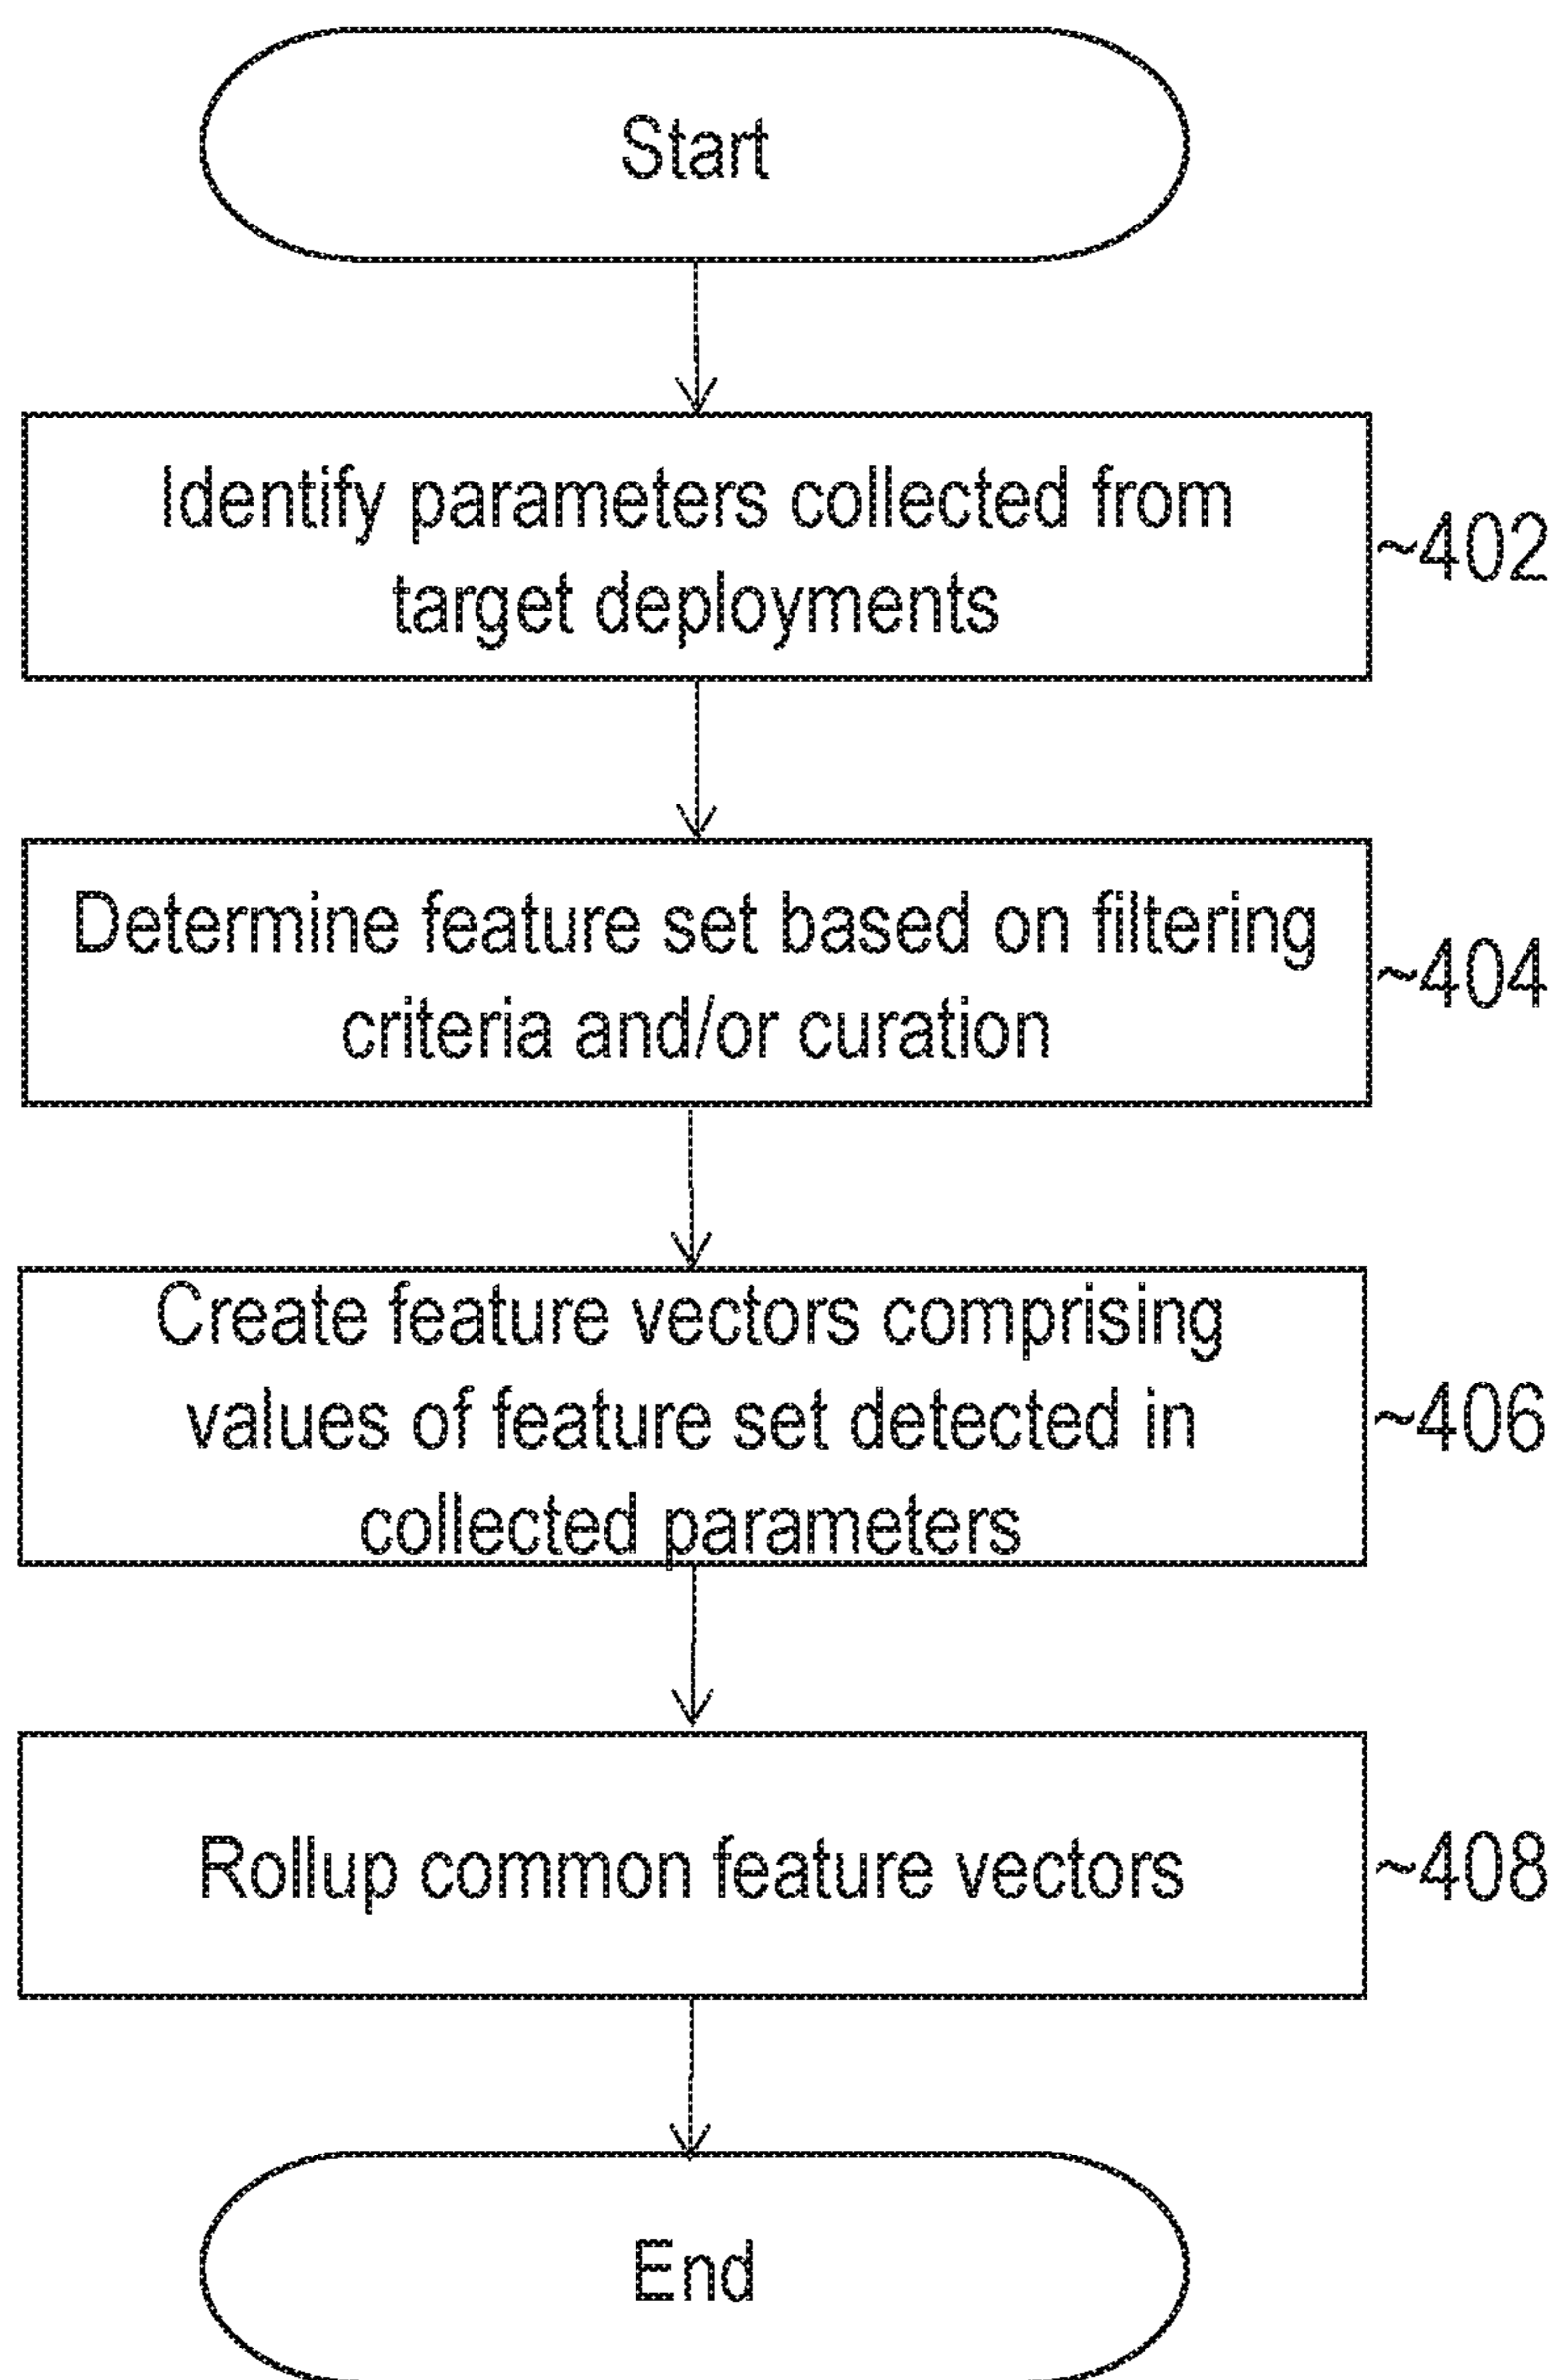 Start
Identify parameters collected from
target deployments
~402
Determine feature set based on filtering
criteria and/or curation
~404
Create feature vectors comprising
values of feature set detected in
collected parameters
~406
Rollup common feature vectors
~408
End